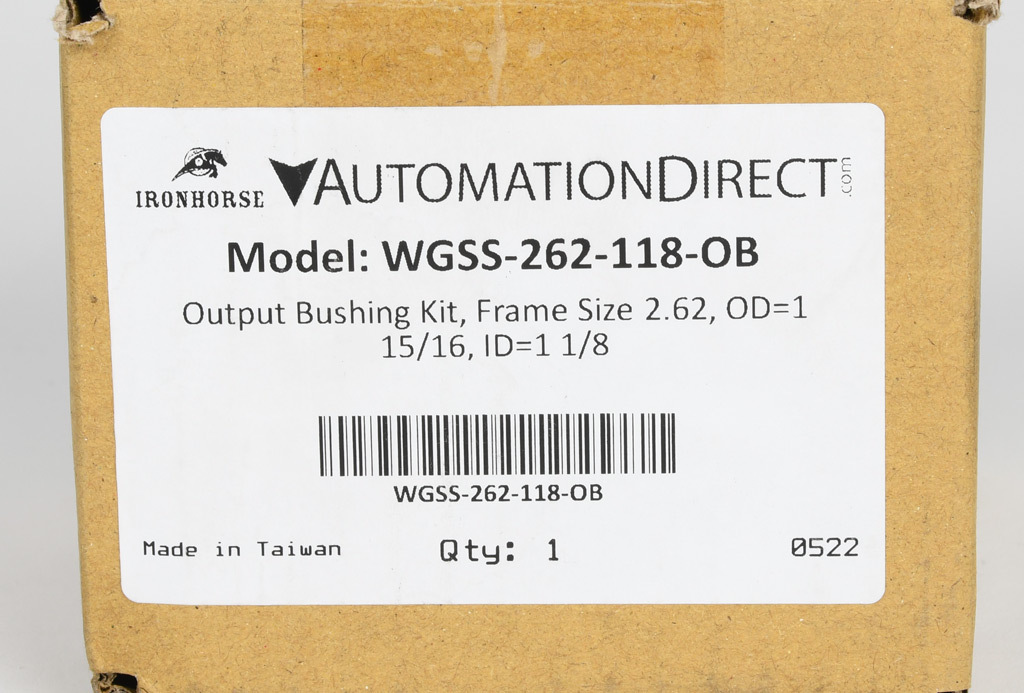 IRONHORSE AUTOMATIONDIRECT.com
Model: WGSS-262-118-OB
Output Bushing Kit, Frame Size 2.62, OD=1
15/16, ID=1 1/8
WGSS-262-118-OB
Made in Taiwan Qty: 1 0522